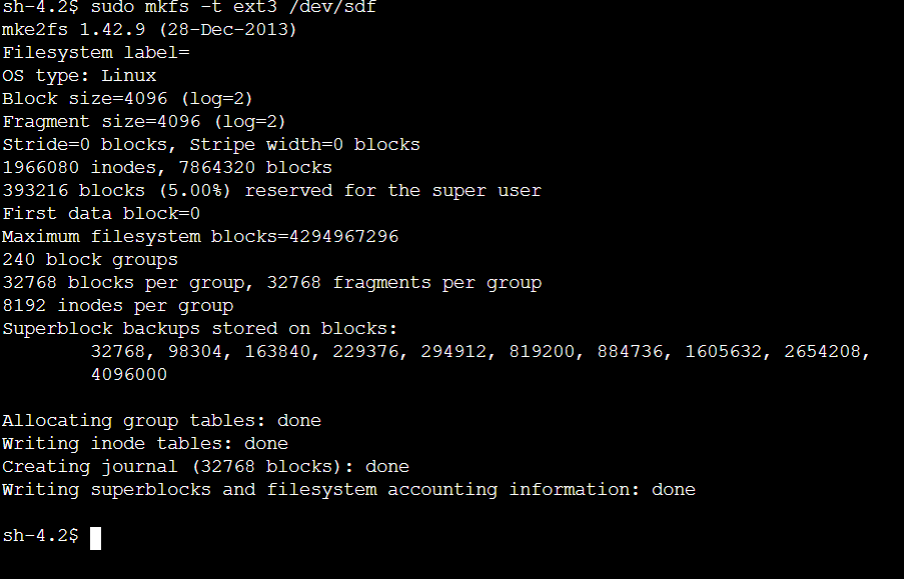 sh-4.2$ sudo mkfs -t ext3 /dev/sdf
mke2fs 1.42.9 (28-Dec-2013)
Filesystem label=
OS type: Linux
Block size=4096 (log=2)
Fragment size=4096 (log=2)
Stride=0 blocks, Stripe width=0 blocks
1966080 inodes, 7864320 blocks
393216 blocks (5.00%) reserved for the super user
First data block=0
Maximum filesystem blocks=4294967296
240 block groups
32768 blocks per group, 32768 fragments per group
8192 inodes per group
Superblock backups stored on blocks:
32768, 98304, 163840, 229376, 294912, 819200, 884736, 1605632, 2654208,
4096000
Allocating group tables: done
Writing inode tables: done
Creating journal (32768 blocks): done
Writing superblocks and filesystem accounting information: done
sh-4.2$